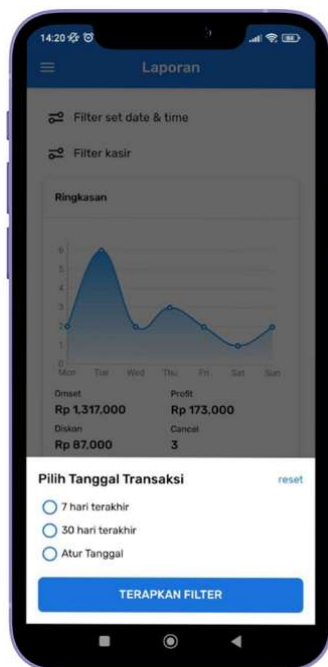 14:20
Laporan
Filter set date & time
Filter kasir
Ringkasan
6
5
4
3
2
1
0
Mon Tue Wed Thu Fri Sat Sun
Omset Profit
Rp 1,317,000 Rp 173,000
Diskon Cancel
Rp 87,000 3
Pilih Tanggal Transaksi reset
7 hari terakhir
30 hari terakhir
Atur Tanggal
TERAPKAN FILTER